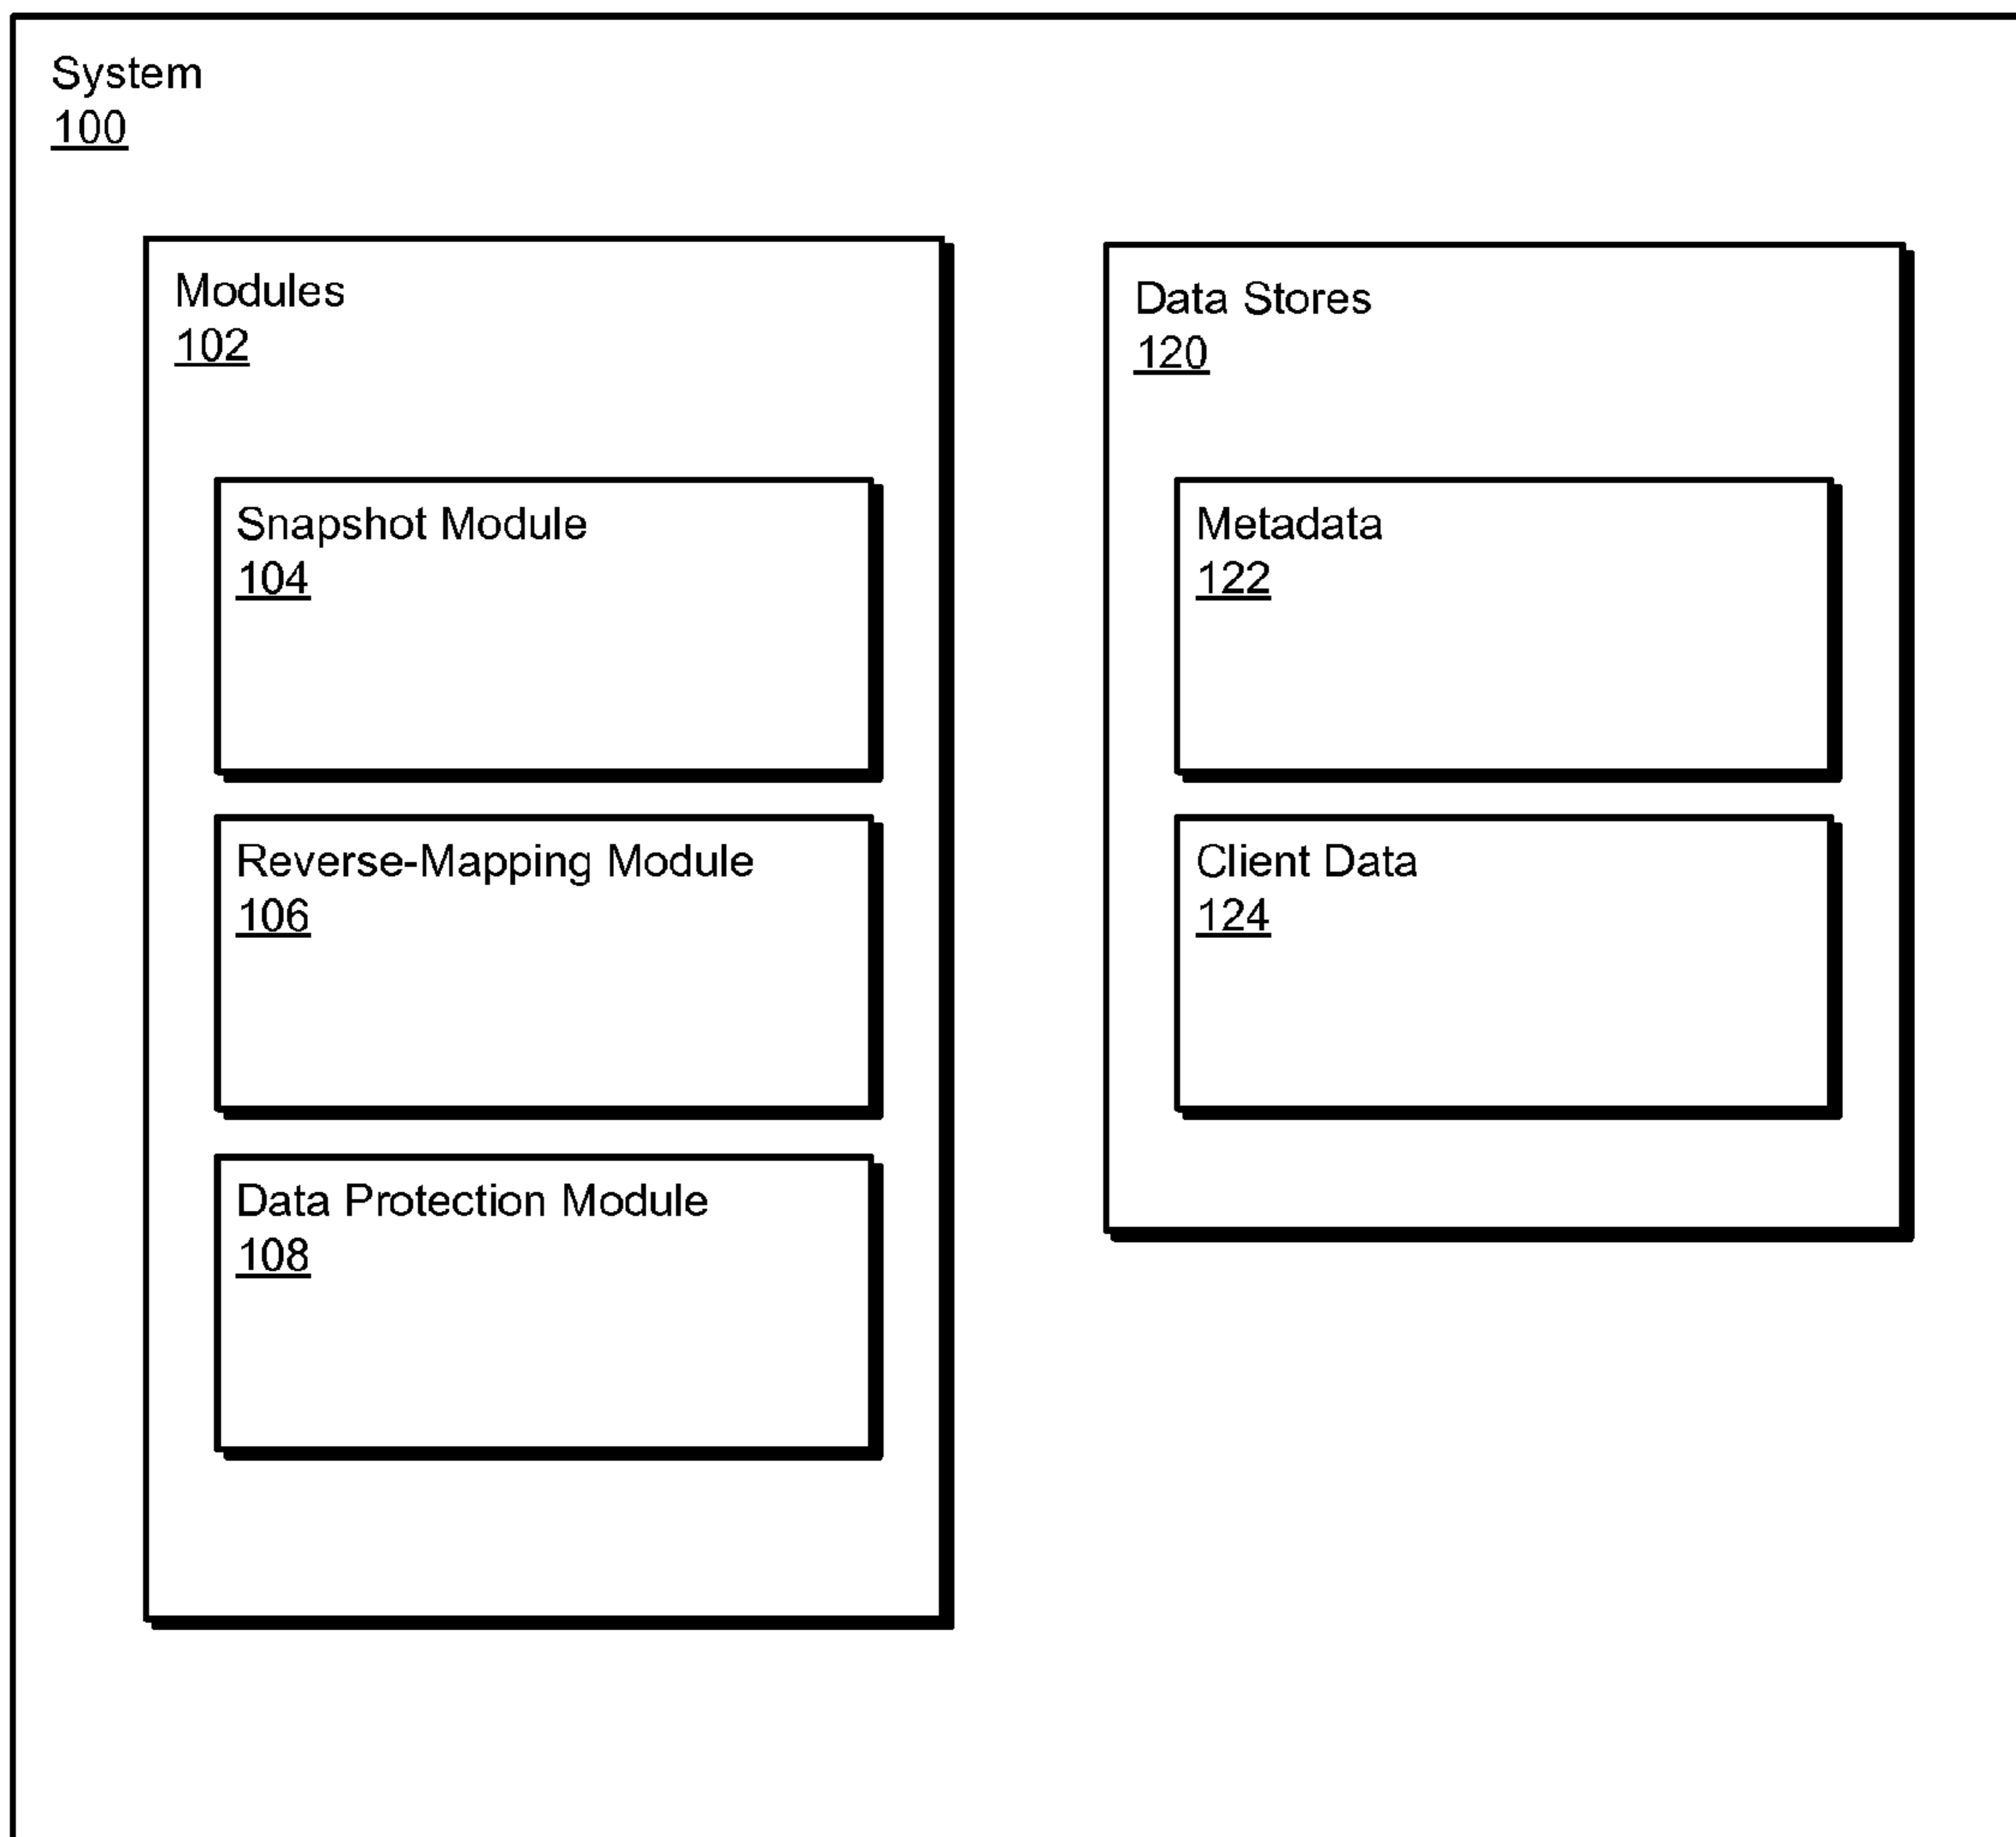 System
100
Modules
102
Snapshot Module
104
Reverse-Mapping Module
106
Data Protection Module
108
Data Stores
120
Metadata
122
Client Data
124